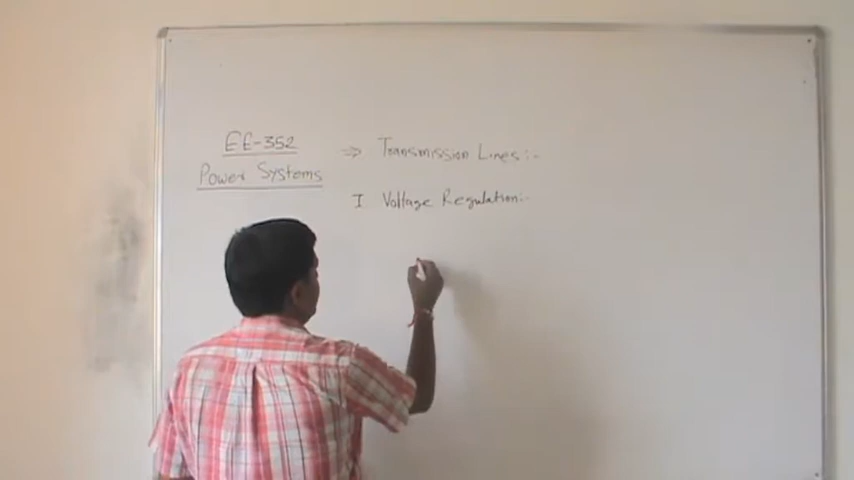 EE-352
Power Systems
⇒ Transmission Lines :-
I Voltage Regulation:-